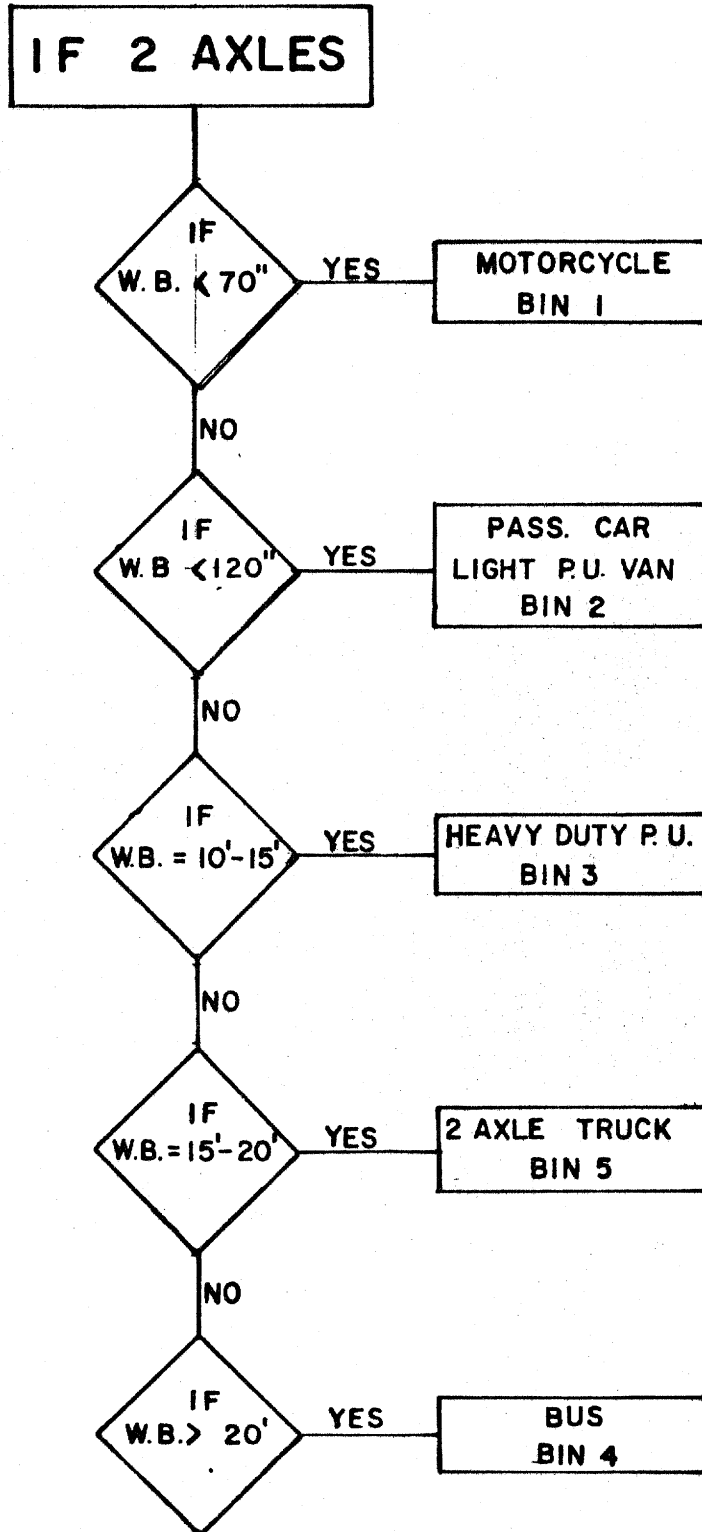 IF 2 AXLES
IF
W. B. < 70"
YES
MOTORCYCLE
BIN 1
NO
IF
W. B < 120"
YES
PASS. CAR
LIGHT P.U. VAN
BIN 2
NO
IF
W.B. = 10'-15'
YES
HEAVY DUTY P.U.
BIN 3
NO
IF
W.B. = 15'-20'
YES
2 AXLE TRUCK
BIN 5
NO
IF
W.B. > 20'
YES
BUS
BIN 4